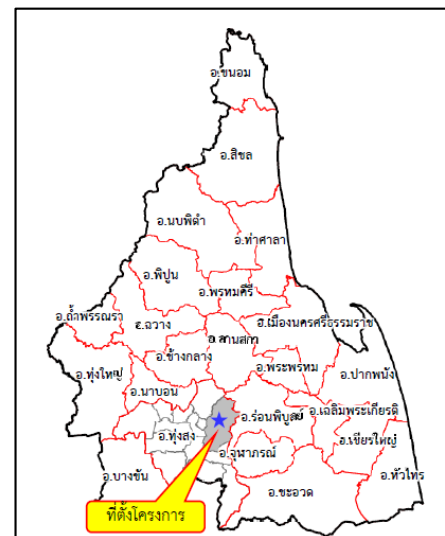 อ.ขนอม
อ.สิชล
อ.นบพิตำ
อ.ท่าศาลา
อ.พิปูน
อ.พรหมคีรี
อ.ถ้ำพรรณรา
อ.ฉวาง
อ.ลานสกา
อ.เมืองนครศรีธรรมราช
อ.ช้างกลาง
อ.ทุ่งใหญ่
อ.พระพรหม
อ.ปากพนัง
อ.นาบอน
อ.ร่อนพิบูลย์
อ.เฉลิมพระเกียรติ
อ.ทุ่งสง
อ.เชียรใหญ่
อ.จุฬาภรณ์
อ.บางขัน
อ.หัวไทร
อ.ชะอวด
ที่ตั้งโครงการ